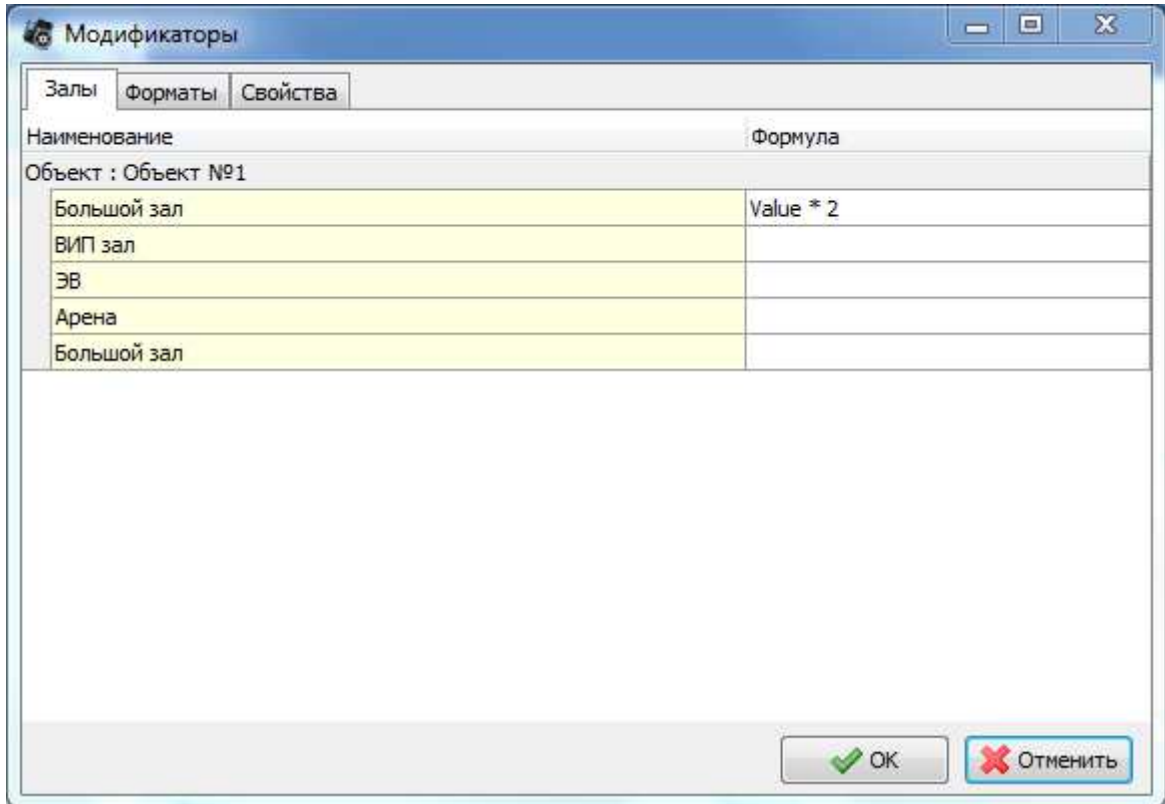 Модификаторы
Залы Форматы Свойства
Наименование Формула
Объект : Объект №1
Большой зал Value * 2
ВИП зал
ЭВ
Арена
Большой зал
OK Отменить